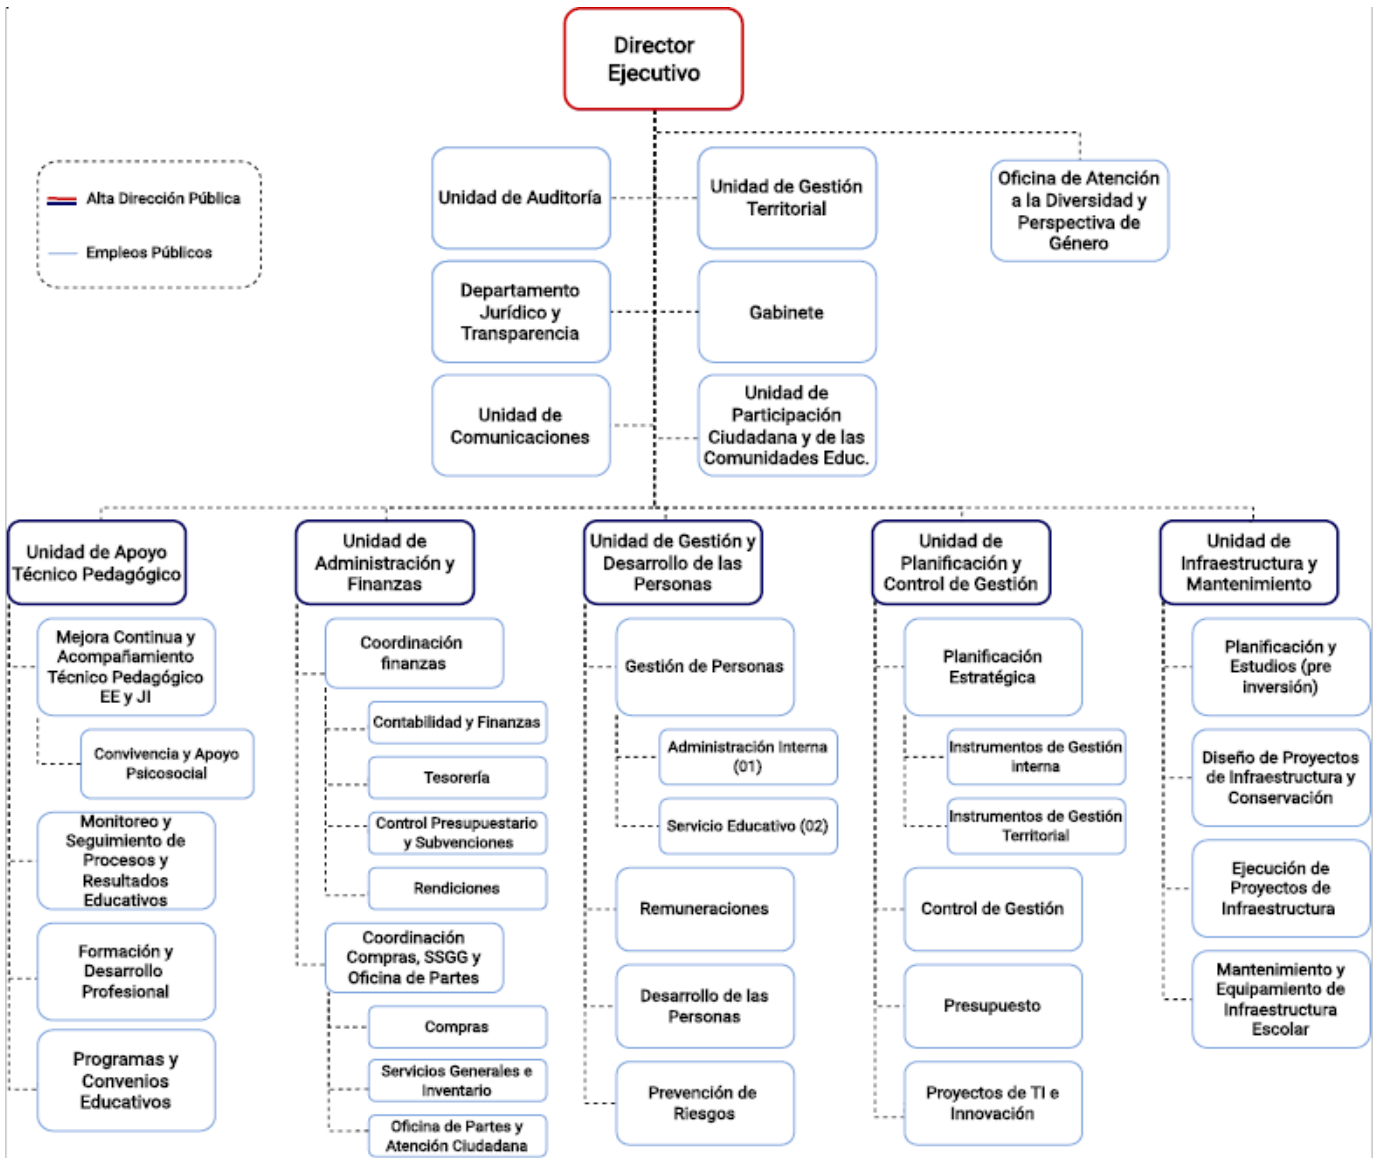 Director
Ejecutivo
Alta Dirección Pública
Empleos Públicos
Unidad de Auditoría
Unidad de Gestión
Territorial
Oficina de Atención
a la Diversidad y
Perspectiva de
Género
Departamento
Jurídico y
Transparencia
Gabinete
Unidad de
Comunicaciones
Unidad de
Participación
Ciudadana y de las
Comunidades Educ.
Unidad de Apoyo
Técnico Pedagógico
Mejora Continua y
Acompañamiento
Técnico Pedagógico
EE y JI
Convivencia y Apoyo
Psicosocial
Monitoreo y
Seguimiento de
Procesos y
Resultados
Educativos
Formación y
Desarrollo
Profesional
Programas y
Convenios
Educativos
Unidad de
Administración y
Finanzas
Coordinación
finanzas
Contabilidad y Finanzas
Tesorería
Control Presupuestario
y Subvenciones
Rendiciones
Coordinación
Compras, SSGG y
Oficina de Partes
Compras
Servicios Generales e
Inventario
Oficina de Partes y
Atención Ciudadana
Unidad de Gestión y
Desarrollo de las
Personas
Gestión de Personas
Administración Interna
(01)
Servicio Educativo (02)
Remuneraciones
Desarrollo de las
Personas
Prevención de
Riesgos
Unidad de
Planificación y
Control de Gestión
Planificación
Estratégica
Instrumentos de Gestión
interna
Instrumentos de Gestión
Territorial
Control de Gestión
Presupuesto
Proyectos de TI e
Innovación
Unidad de
Infraestructura y
Mantenimiento
Planificación y
Estudios (pre
inversión)
Diseño de Proyectos
de Infraestructura y
Conservación
Ejecución de
Proyectos de
Infraestructura
Mantenimiento y
Equipamiento de
Infraestructura
Escolar